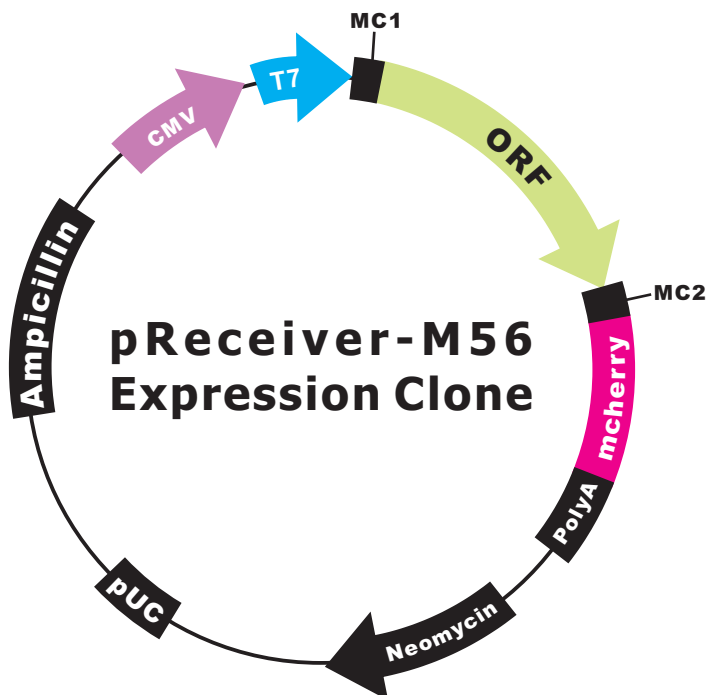 MC1
T7
CMV
ORF
Ampicillin
MC2
pReceiver-M56
Expression Clone
mcherry
PolyA
pUC
Neomycin